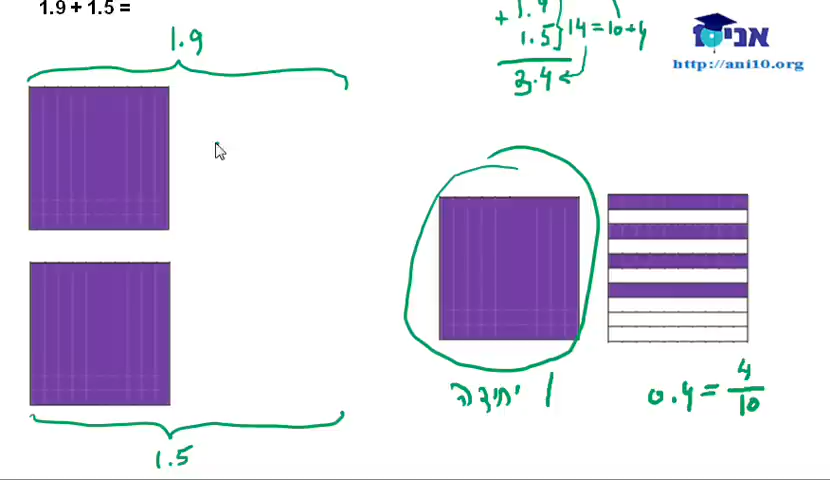 1.9 + 1.5 =
1.9
+ 1.9
1.5
14 = 10 + 4
3.4
אני10
http://ani10.org
1 יחידה
0.4 = 4/10
1.5